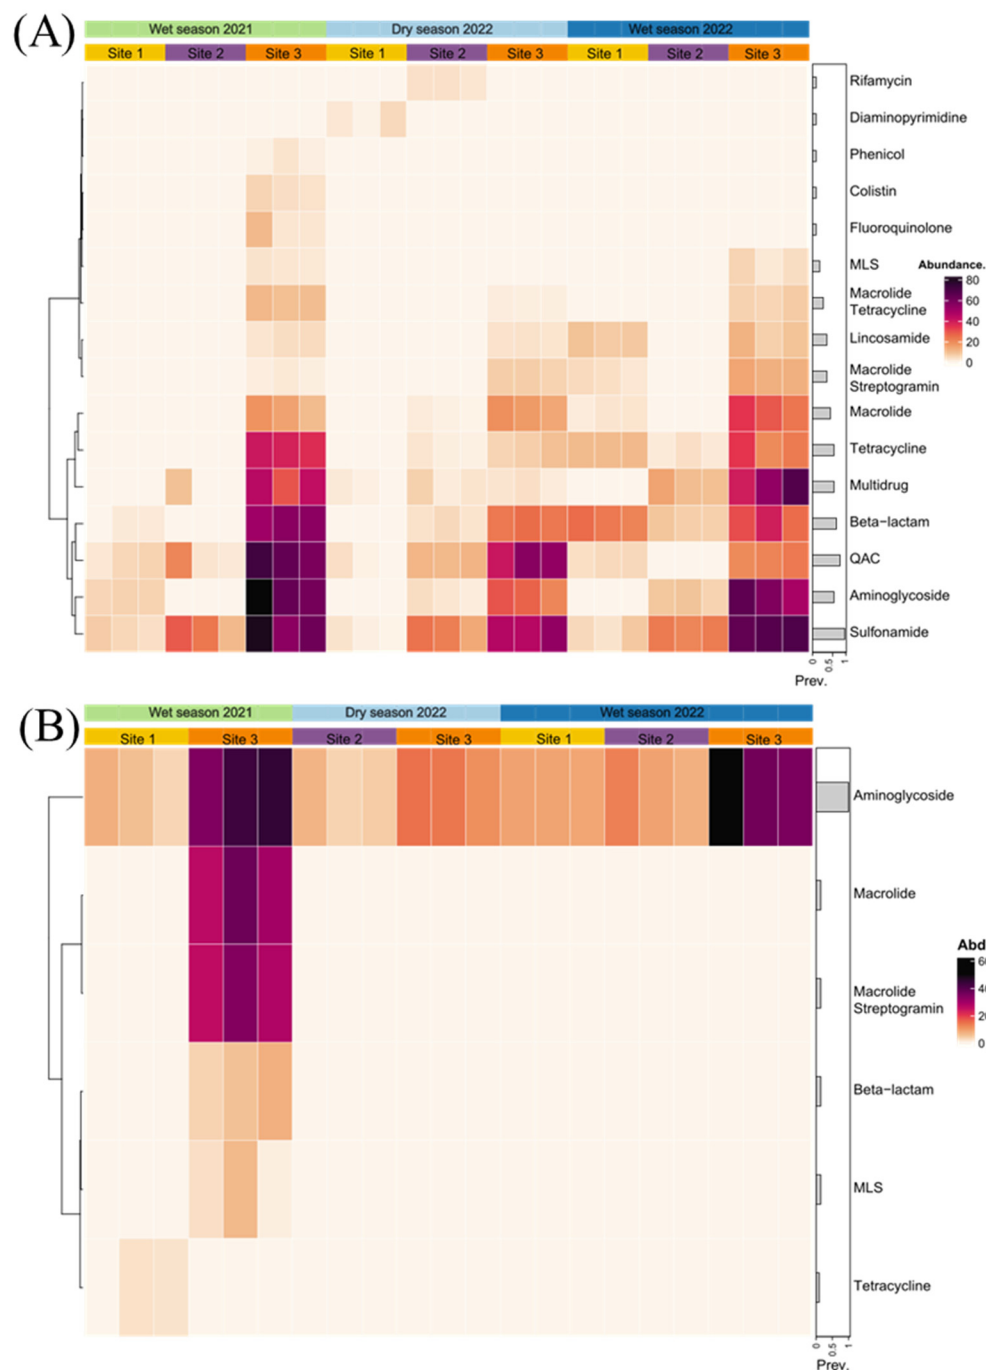 (A)
Wet season 2021 Dry season 2022 Wet season 2022
Site 1 Site 2 Site 3 Site 1 Site 2 Site 3 Site 1 Site 2 Site 3
Rifamycin
Diaminopyrimidine
Phenicol
Colistin
Fluoroquinolone
MLS
Macrolide
Tetracycline
Lincosamide
Macrolide
Streptogramin
Macrolide
Tetracycline
Multidrug
Beta−lactam
QAC
Aminoglycoside
Sulfonamide
Abundance.
80
60
40
20
0
0 0.5 1
Prev.
(B)
Wet season 2021 Dry season 2022 Wet season 2022
Site 1 Site 3 Site 2 Site 3 Site 1 Site 2 Site 3
Aminoglycoside
Macrolide
Macrolide
Streptogramin
Beta−lactam
MLS
Tetracycline
Abd
60
40
20
0
0 0.5 1
Prev.